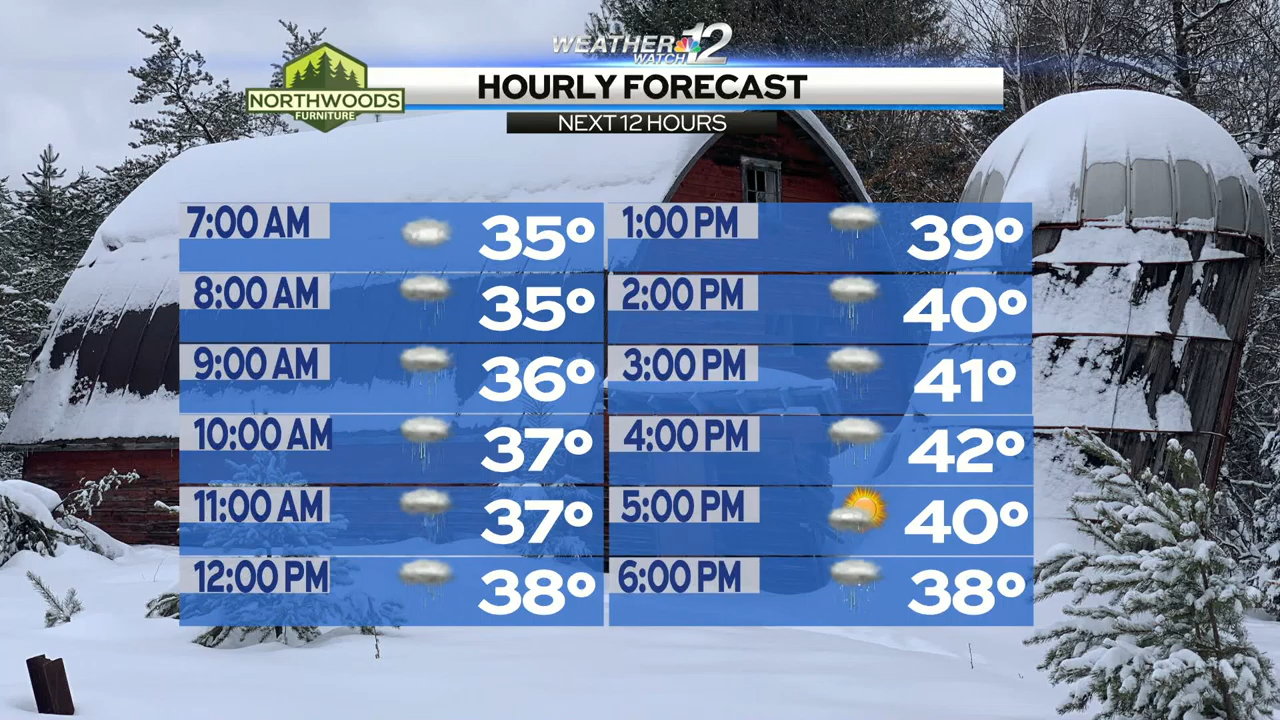 WEATHER
WATCH 12
NORTHWOODS
FURNITURE
HOURLY FORECAST
NEXT 12 HOURS
7:00 AM 35°
8:00 AM 35°
9:00 AM 36°
10:00 AM 37°
11:00 AM 37°
12:00 PM 38°
1:00 PM 39°
2:00 PM 40°
3:00 PM 41°
4:00 PM 42°
5:00 PM 40°
6:00 PM 38°